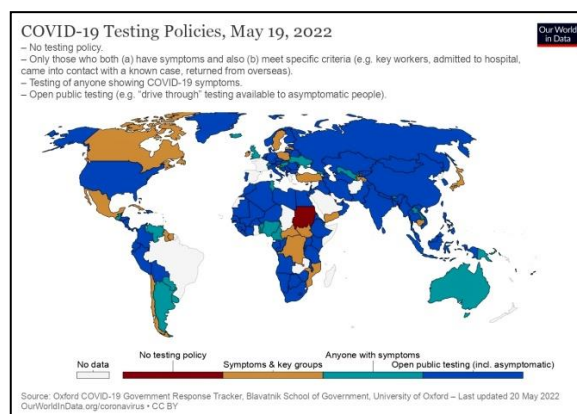 COVID-19 Testing Policies, May 19, 2022
Our World
in Data
– No testing policy.
– Only those who both (a) have symptoms and also (b) meet specific criteria (e.g. key workers, admitted to hospital,
came into contact with a known case, returned from overseas).
– Testing of anyone showing COVID-19 symptoms.
– Open public testing (e.g. "drive through" testing available to asymptomatic people).
No data
No testing policy
Symptoms & key groups
Anyone with symptoms
Open public testing (incl. asymptomatic)
Source: Oxford COVID-19 Government Response Tracker, Blavatnik School of Government, University of Oxford – Last updated 20 May 2022
OurWorldInData.org/coronavirus • CC BY